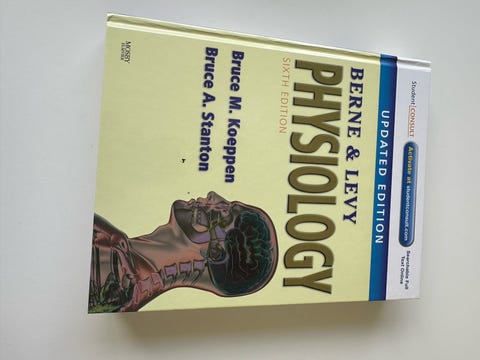 Student CONSULT
Activate at studentconsult.com
Searchable Full
Text Online
UPDATED EDITION
BERNE & LEVY
PHYSIOLOGY
SIXTH EDITION
Bruce M. Koeppen
Bruce A. Stanton
MOSBY
ELSEVIER